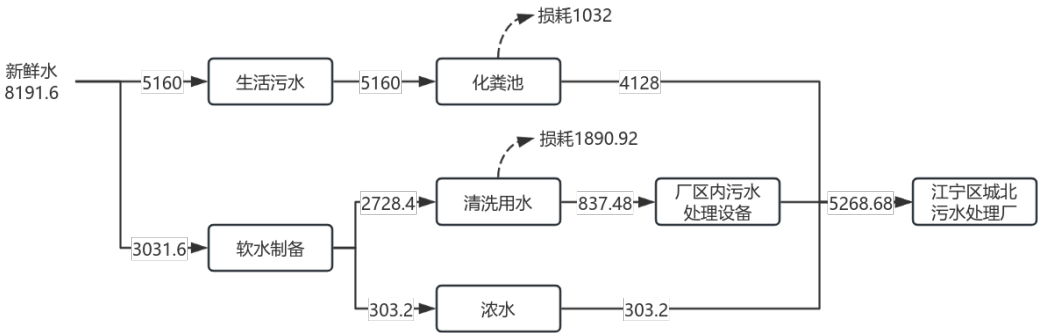 损耗1032
新鲜水
8191.6
5160
生活污水
5160
化粪池
4128
损耗1890.92
2728.4
清洗用水
837.48
厂区内污水
处理设备
5268.68
江宁区城北
污水处理厂
3031.6
软水制备
303.2
浓水
303.2